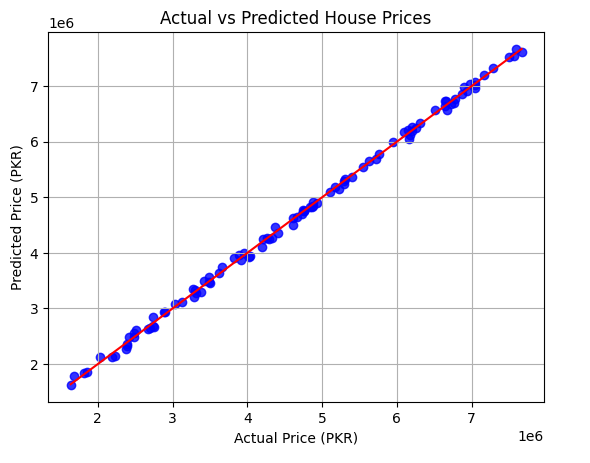 Actual vs Predicted House Prices
1e6
7
6
5
4
3
2
Predicted Price (PKR)
2 3 4 5 6 7
1e6
Actual Price (PKR)